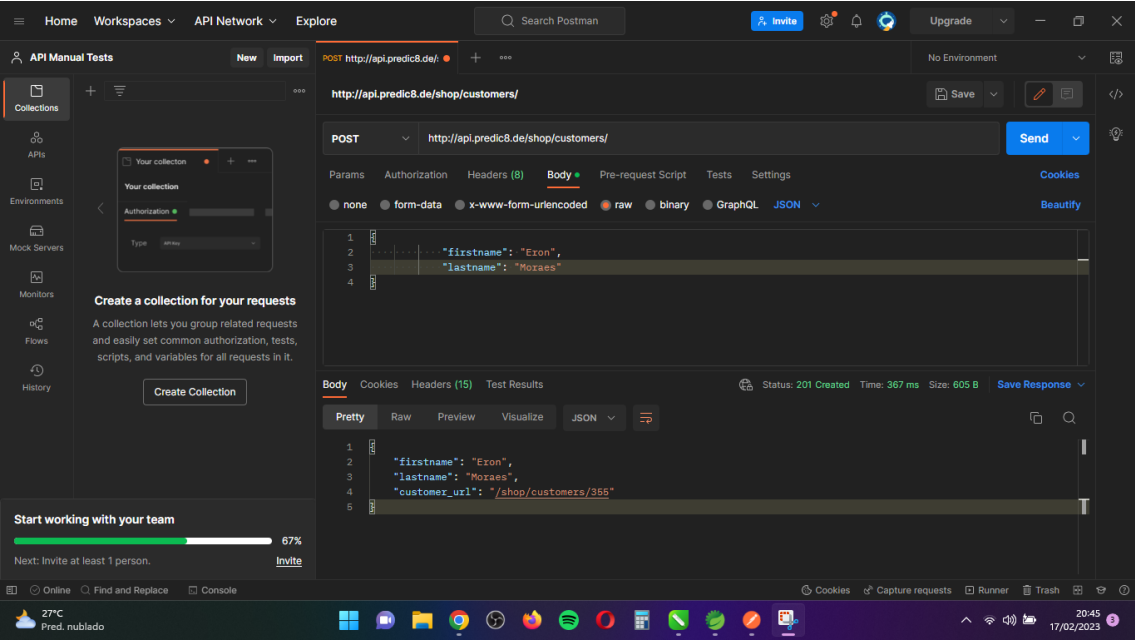 Home Workspaces API Network Explore Search Postman Invite Upgrade
API Manual Tests New Import POST http://api.predic8.de/s No Environment
Collections
APIs
Environments
Mock Servers
Monitors
Flows
History
Your collecton
Your collection
Authorization
Type API Key
Create a collection for your requests
A collection lets you group related requests
and easily set common authorization, tests,
scripts, and variables for all requests in it.
Create Collection
Start working with your team
67%
Next: Invite at least 1 person. Invite
http://api.predic8.de/shop/customers/ Save
POST http://api.predic8.de/shop/customers/ Send
Params Authorization Headers (8) Body Pre-request Script Tests Settings Cookies
none form-data x-www-form-urlencoded raw binary GraphQL JSON Beautify
1 {
2 "firstname": "Eron",
3 "lastname": "Moraes"
4 }
Body Cookies Headers (15) Test Results Status: 201 Created Time: 367 ms Size: 605 B Save Response
Pretty Raw Preview Visualize JSON
1 {
2 "firstname": "Eron",
3 "lastname": "Moraes",
4 "customer_url": "/shop/customers/355"
5 }
Online Find and Replace Console Cookies Capture requests Runner Trash
27°C
Pred. nublado
20:45
17/02/2023 3